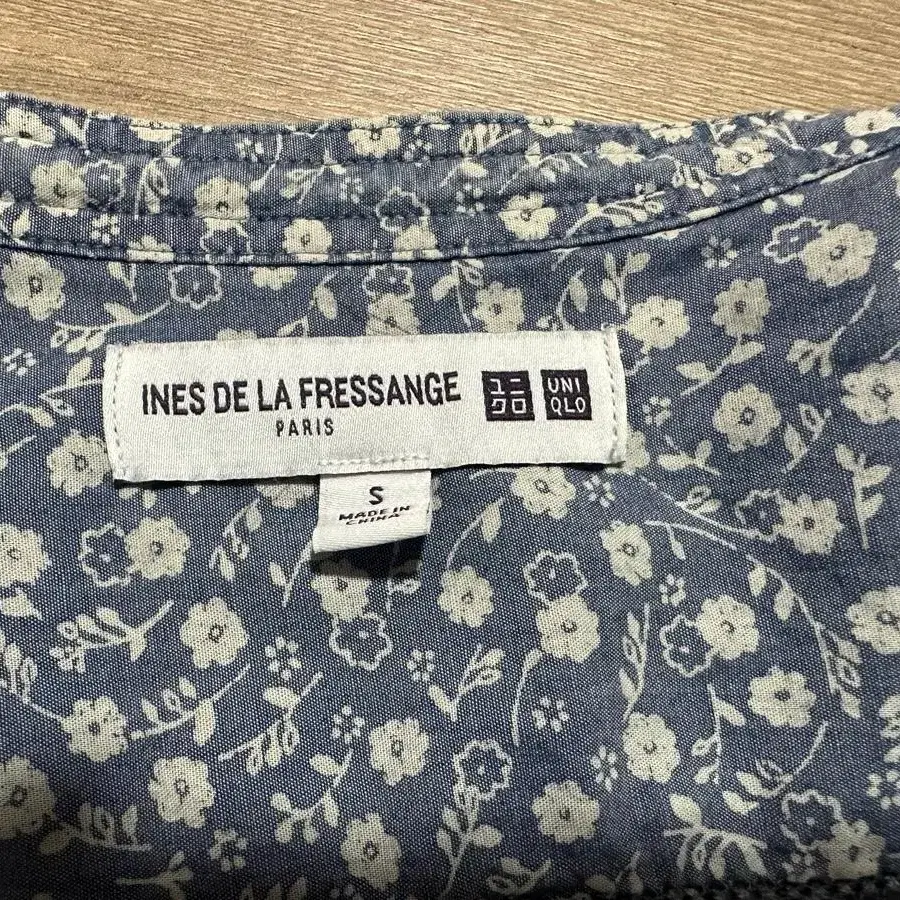 INES DE LA FRESSANGE
PARIS
ユニ
クロ
UNI
QLO
S
MADE IN
CHINA